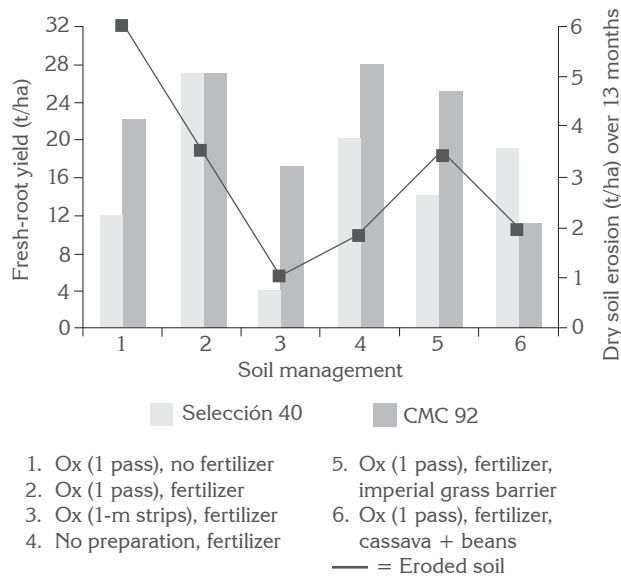 Fresh-root yield (t/ha)
32
28
24
20
16
12
8
4
0
6
5
4
3
2
1
0
Dry soil erosion (t/ha) over 13 months
1 2 3 4 5 6
Soil management
Selección 40 CMC 92
1. Ox (1 pass), no fertilizer
2. Ox (1 pass), fertilizer
3. Ox (1-m strips), fertilizer
4. No preparation, fertilizer
5. Ox (1 pass), fertilizer,
imperial grass barrier
6. Ox (1 pass), fertilizer,
cassava + beans
= Eroded soil